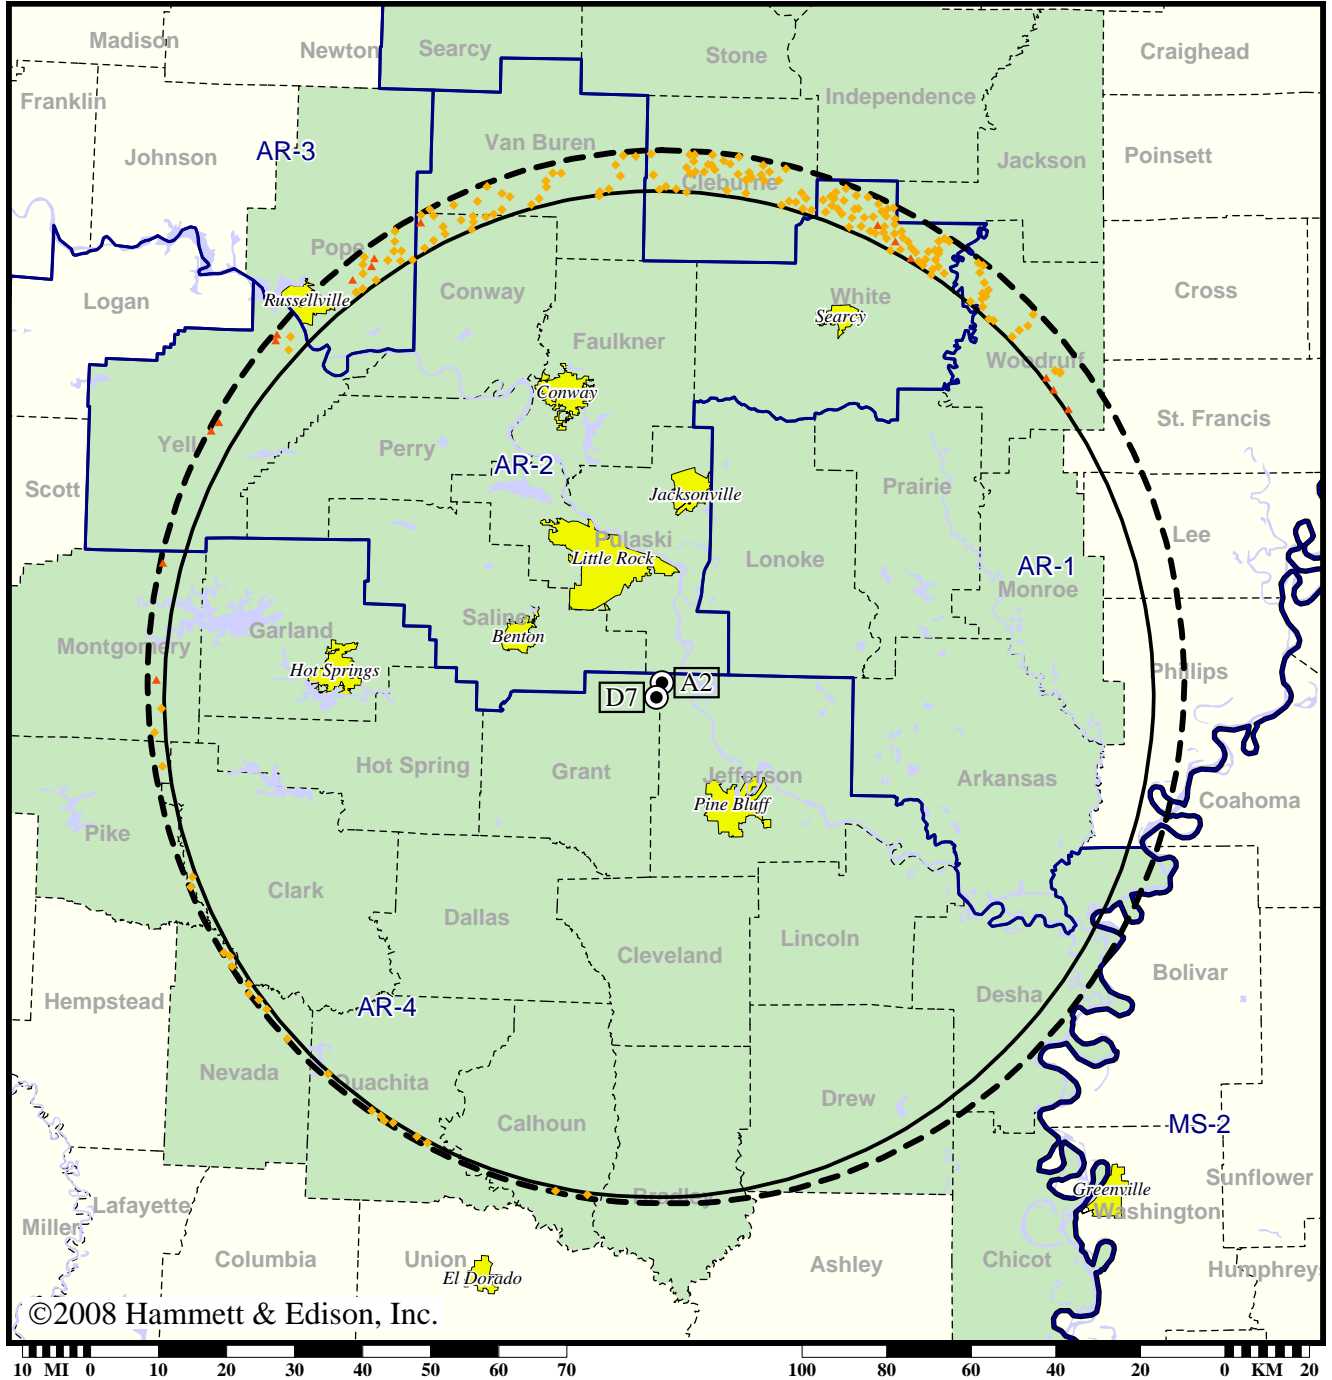 Madison
Newton
Searcy
Stone
Craighead
Franklin
Independence
Johnson
AR-3
Van Buren
Jackson
Poinsett
Cleburne
Pope
Logan
Russellville
Conway
White
Searcy
Cross
Faulkner
Woodruff
Conway
St. Francis
Yell
Perry
AR-2
Scott
Jacksonville
Prairie
Pulaski
Little Rock
Lonoke
Lee
AR-1
Monroe
Garland
Saline
Benton
Montgomery
Hot Springs
Phillips
A2
D7
Hot Spring
Grant
Jefferson
Arkansas
Pine Bluff
Coahoma
Pike
Clark
Dallas
Lincoln
Cleveland
Bolivar
Hempstead
AR-4
Desha
Nevada
Ouachita
Drew
Calhoun
MS-2
Sunflower
Greenville
Bradley
Lafayette
Washington
Miller
Columbia
Union
Ashley
Chicot
Humphrey
El Dorado
©2008 Hammett & Edison, Inc.
10 MI 0 10 20 30 40 50 60 70 100 80 60 40 20 0 KM 20